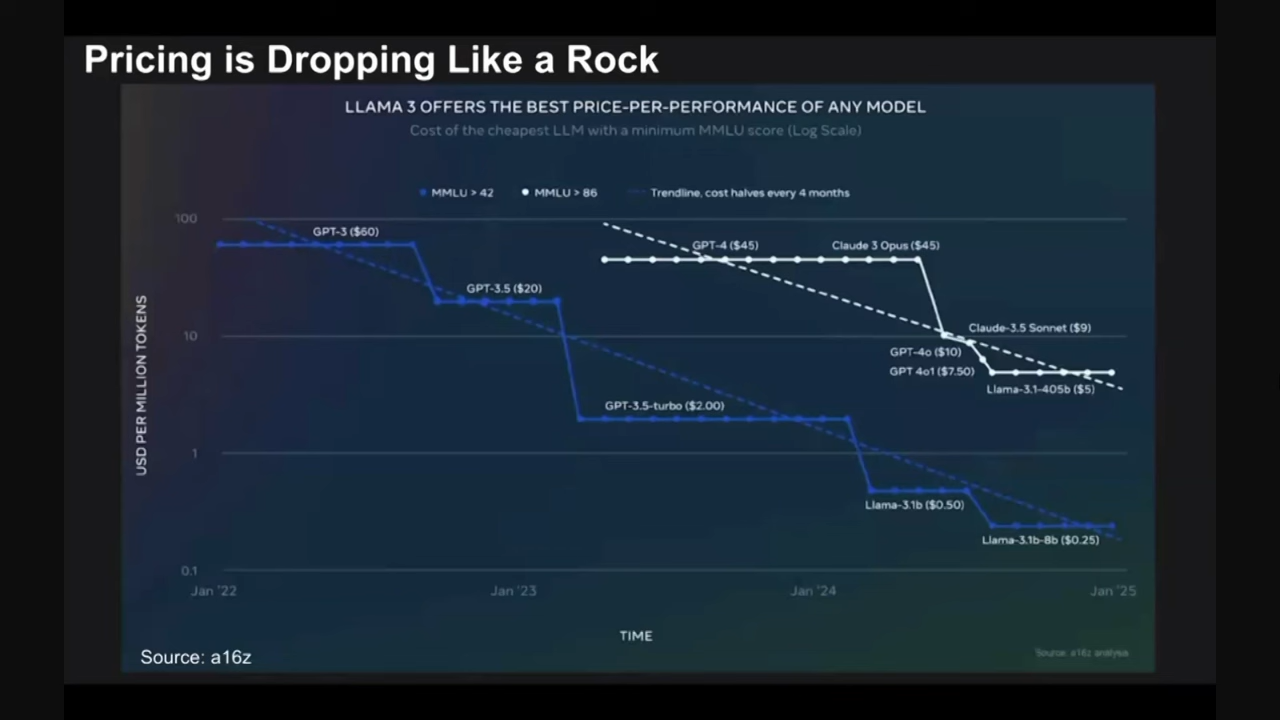 Pricing is Dropping Like a Rock
LLAMA 3 OFFERS THE BEST PRICE-PER-PERFORMANCE OF ANY MODEL
Cost of the cheapest LLM with a minimum MMLU score (Log Scale)
MMLU > 42
MMLU > 86
Trendline, cost halves every 4 months
USD PER MILLION TOKENS
100
10
1
0.1
GPT-3 ($60)
GPT-3.5 ($20)
GPT-3.5-turbo ($2.00)
Llama-3.1b ($0.50)
Llama-3.1b-8b ($0.25)
GPT-4 ($45)
Claude 3 Opus ($45)
Claude-3.5 Sonnet ($9)
GPT-4o ($10)
GPT 4o1 ($7.50)
Llama-3.1-405b ($5)
Jan '22
Jan '23
Jan '24
Jan '25
TIME
Source: a16z
Source: a16z analysis